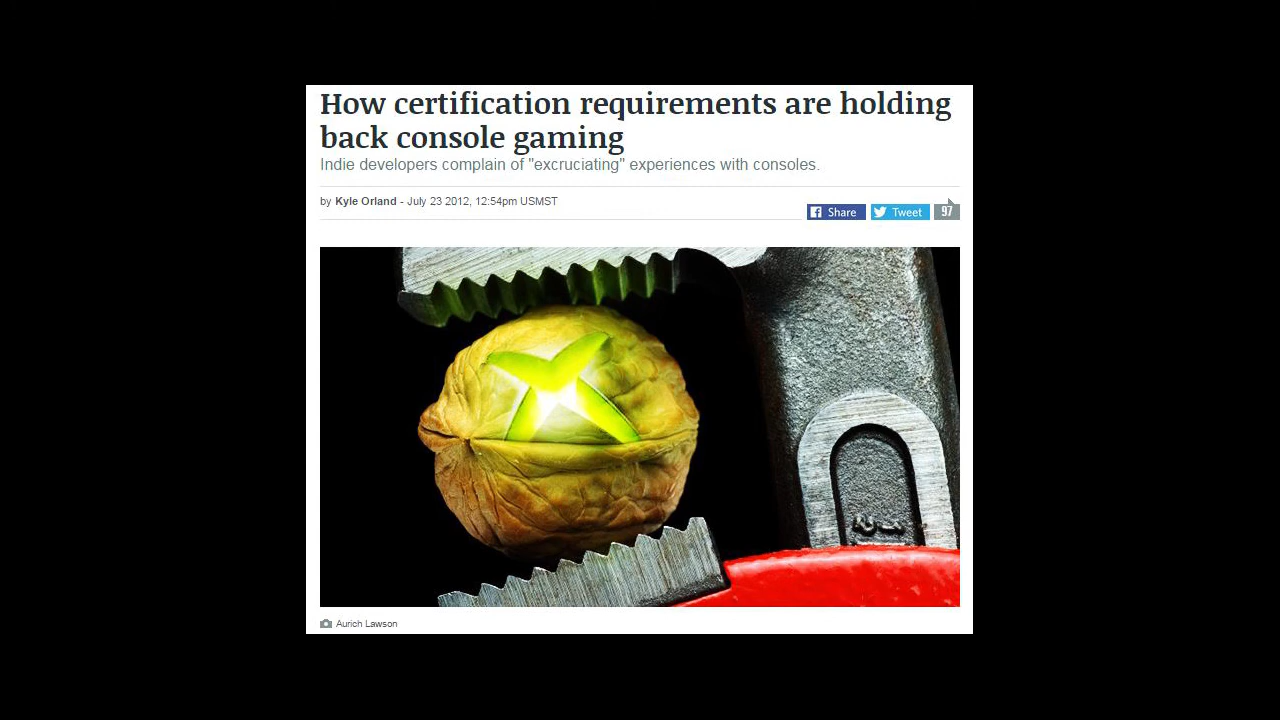 How certification requirements are holding
back console gaming
Indie developers complain of "excruciating" experiences with consoles.
by Kyle Orland - July 23 2012, 12:54pm USMST
Share Tweet 97
Aurich Lawson